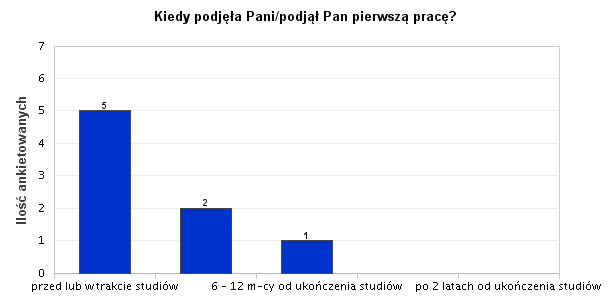 Kiedy podjęła Pani/podjął Pan pierwszą pracę?
Ilość ankietowanych
7
6
5
4
3
2
1
0
5
2
1
przed lub w trakcie studiów
6 - 12 m-cy od ukończenia studiów
po 2 latach od ukończenia studiów